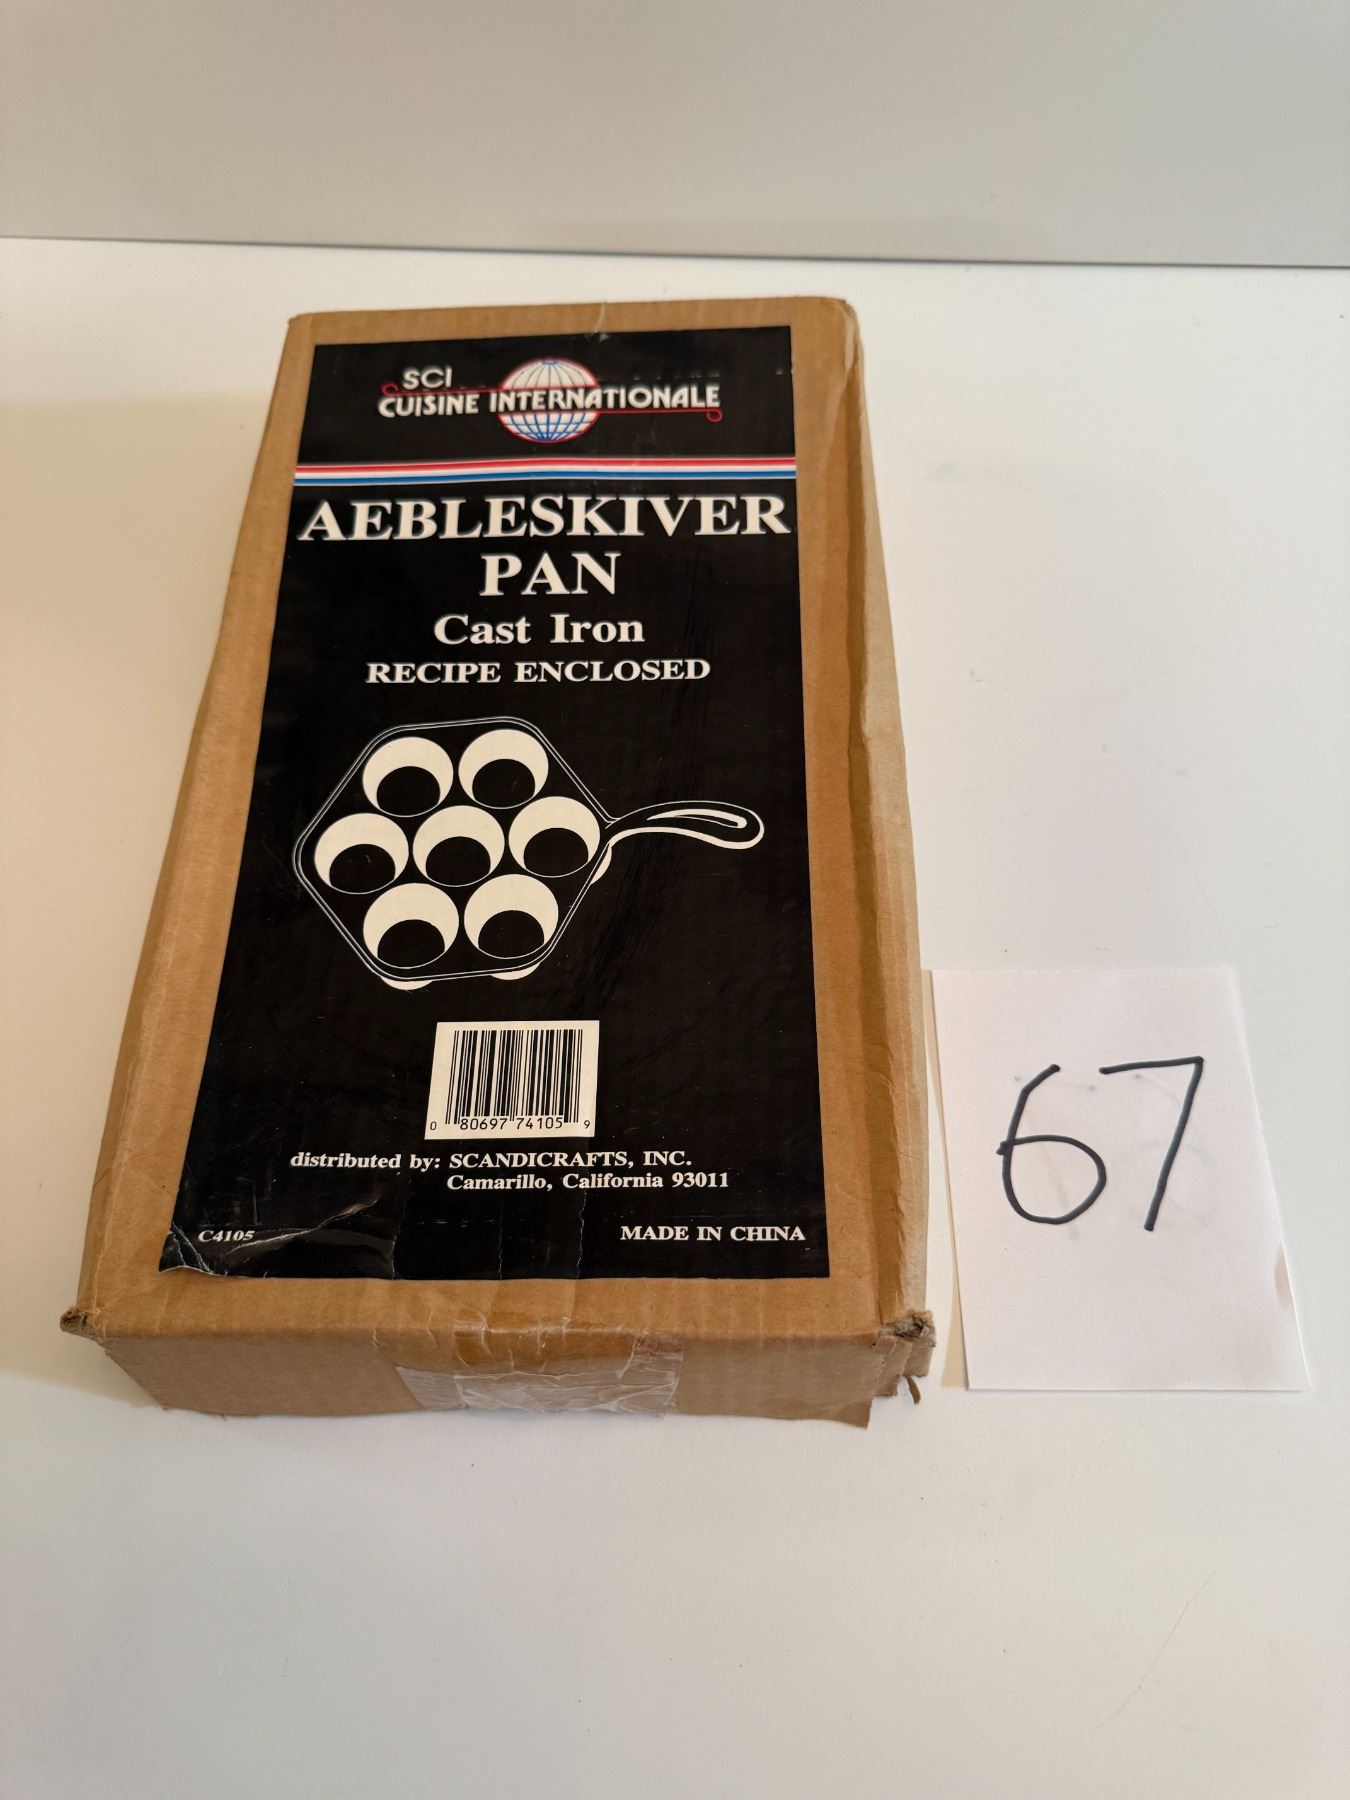 SCI
CUISINE INTERNATIONALE
AEBLESKIVER
PAN
Cast Iron
RECIPE ENCLOSED
0 80697 74105 9
distributed by: SCANDICRAFTS, INC.
Camarillo, California 93011
C4105
MADE IN CHINA
67